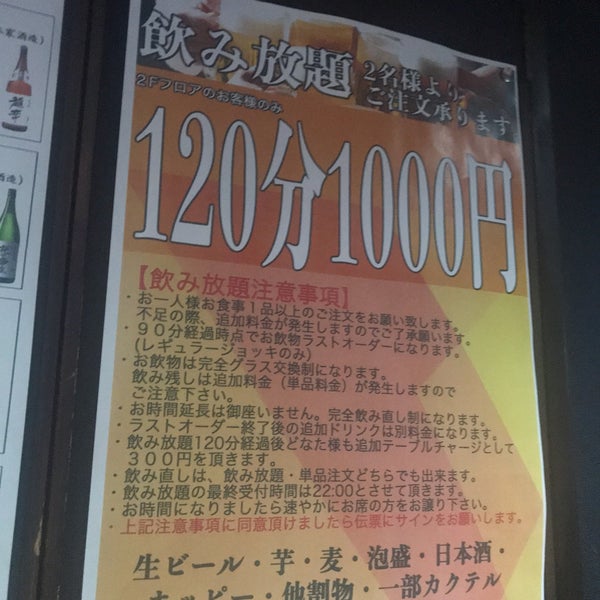 飲み放題
2名様より
ご注文承ります
2Fフロアのお客様のみ
120分1000円
【飲み放題注意事項】
・お一人様お食事1品以上のご注文をお願い致します。
不足の際、追加料金が発生しますのでご了承願います。
・90分経過時点でお飲物ラストオーダーになります。
(レギュラージョッキのみ)
・お飲物は完全グラス交換制になります。
飲み残しは追加料金(単品料金)が発生しますので
ご注意下さい。
・お時間延長は御座いません。完全飲み直し制になります。
・ラストオーダー終了後の追加ドリンクは別料金になります。
・飲み放題120分経過後どなた様も追加テーブルチャージとして
300円を頂きます。
・飲み直しは、飲み放題・単品注文どちらでも出来ます。
・飲み放題の最終受付時間は22:00とさせて頂きます。
・お時間になりましたら速やかにお席の方をお譲り下さい。
・上記注意事項に同意頂けましたら伝票にサインをお願いします。
生ビール・芋・麦・泡盛・日本酒・
ホッピー・他割物・一部カクテル